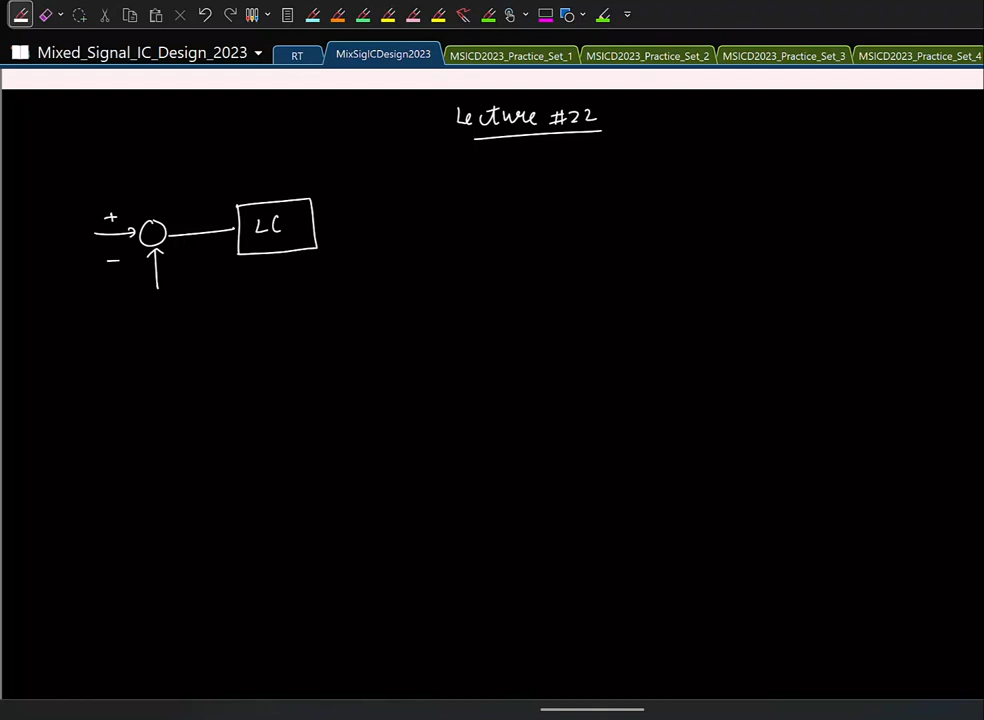 Mixed_Signal_IC_Design_2023
RT
MixSigICDesign2023
MSICD2023_Practice_Set_1
MSICD2023_Practice_Set_2
MSICD2023_Practice_Set_3
MSICD2023_Practice_Set_4
Lecture #22
+
LC
−